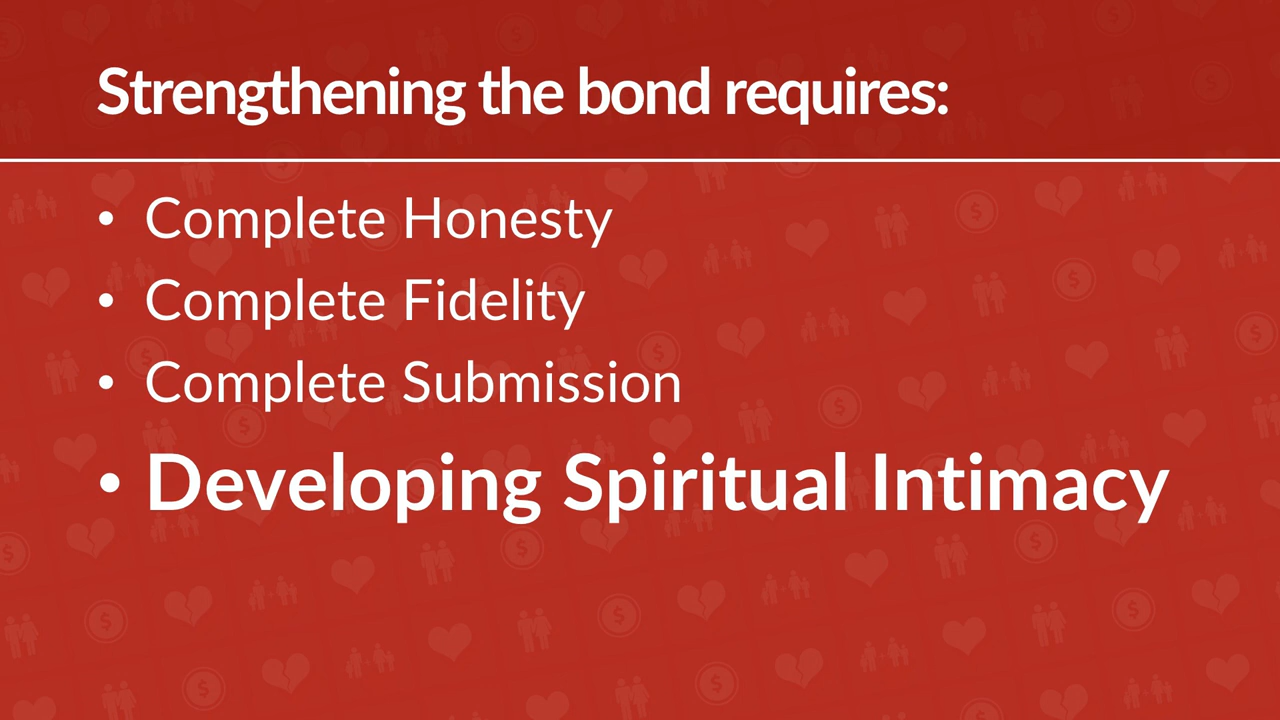 Strengthening the bond requires:
• Complete Honesty
• Complete Fidelity
• Complete Submission
• Developing Spiritual Intimacy